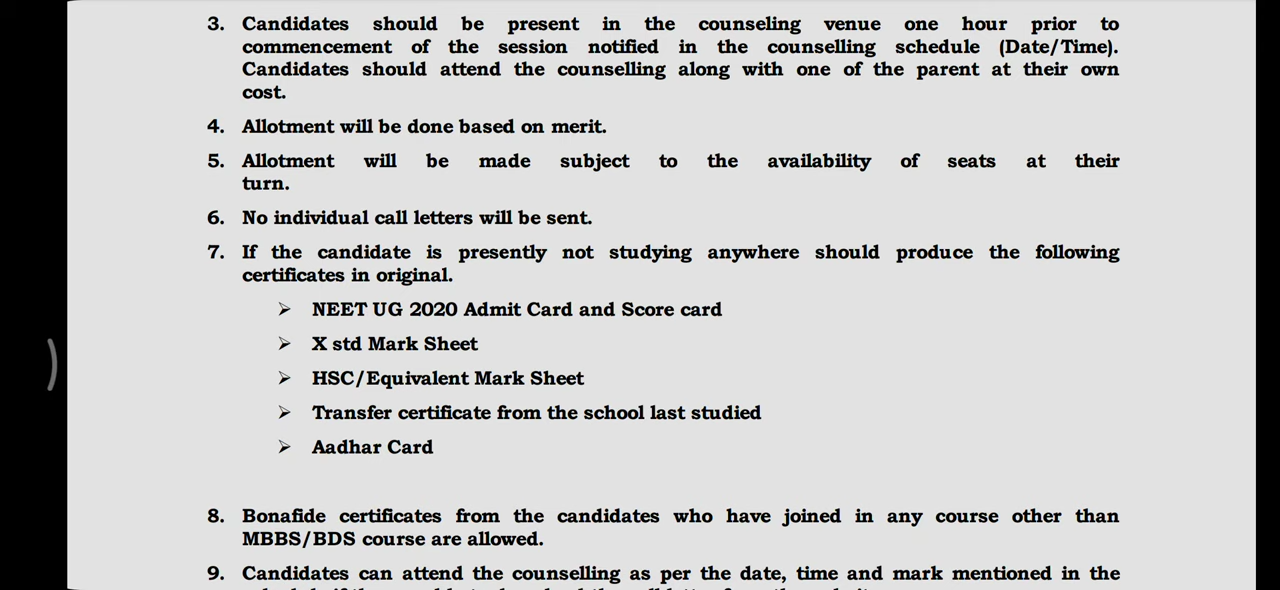 3. Candidates should be present in the counseling venue one hour prior to
commencement of the session notified in the counselling schedule (Date/Time).
Candidates should attend the counselling along with one of the parent at their own
cost.
4. Allotment will be done based on merit.
5. Allotment will be made subject to the availability of seats at their
turn.
6. No individual call letters will be sent.
7. If the candidate is presently not studying anywhere should produce the following
certificates in original.
➢ NEET UG 2020 Admit Card and Score card
➢ X std Mark Sheet
➢ HSC/Equivalent Mark Sheet
➢ Transfer certificate from the school last studied
➢ Aadhar Card
8. Bonafide certificates from the candidates who have joined in any course other than
MBBS/BDS course are allowed.
9. Candidates can attend the counselling as per the date, time and mark mentioned in the